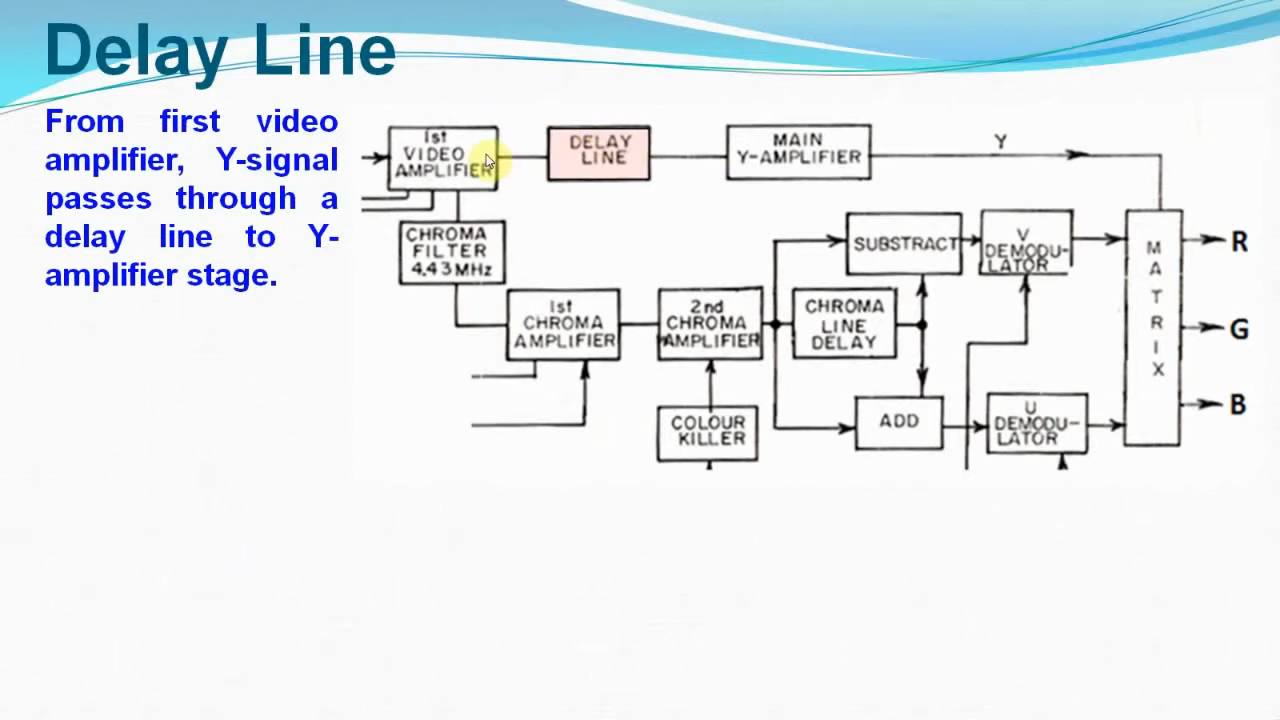 Delay Line
From first video
amplifier, Y-signal
passes through a
delay line to Y-
amplifier stage.
1st
VIDEO
AMPLIFIER
DELAY
LINE
MAIN
Y-AMPLIFIER
Y
CHROMA
FILTER
4.43 MHz
1st
CHROMA
AMPLIFIER
2nd
CHROMA
AMPLIFIER
COLOUR
KILLER
CHROMA
LINE
DELAY
SUBSTRACT
ADD
V
DEMODU-
LATOR
U
DEMODU-
LATOR
MATRIX
R
G
B